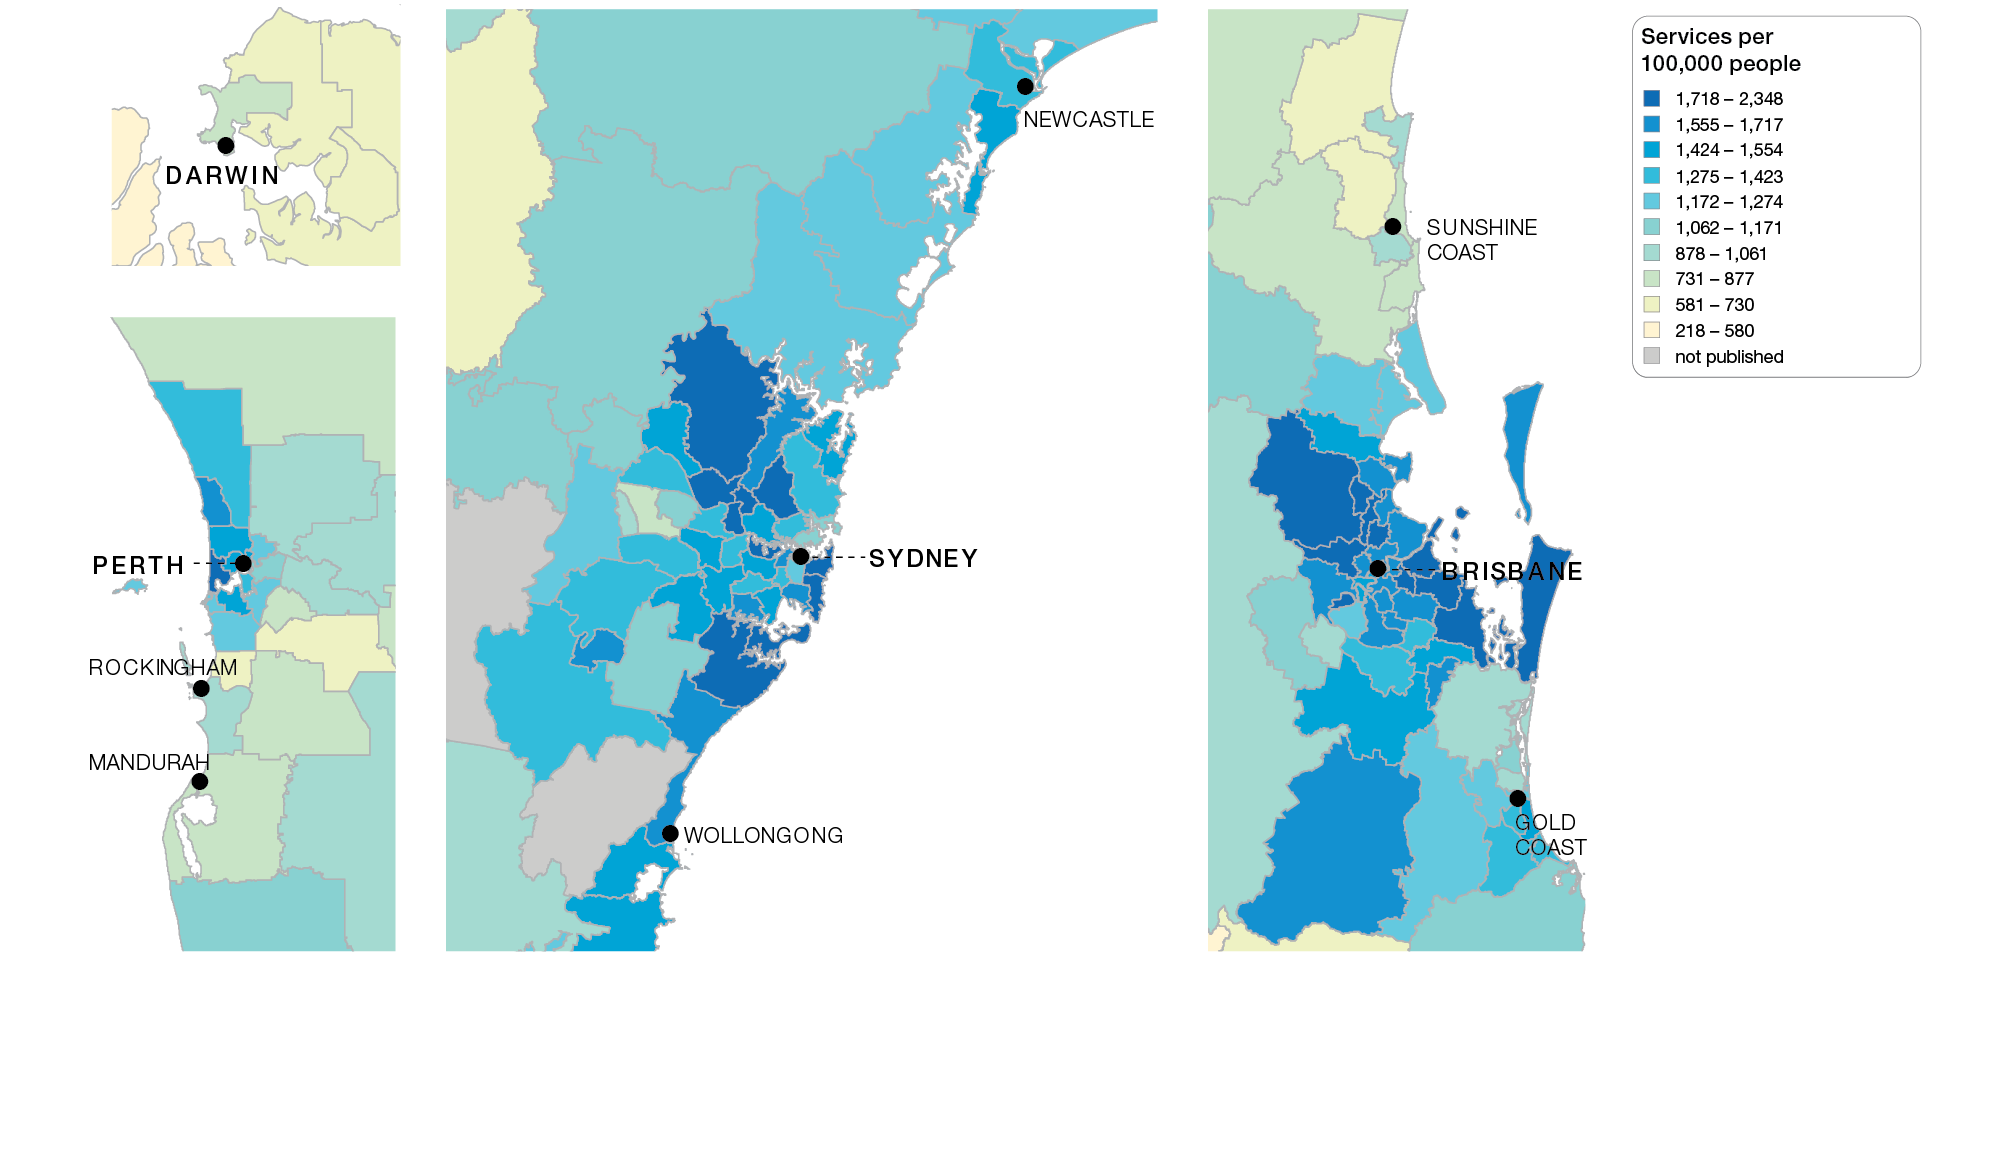 DARWIN
PERTH
ROCKINGHAM
MANDURAH
NEWCASTLE
SYDNEY
WOLLONGONG
SUNSHINE
COAST
BRISBANE
GOLD
COAST
Services per
100,000 people
1,718 – 2,348
1,555 – 1,717
1,424 – 1,554
1,275 – 1,423
1,172 – 1,274
1,062 – 1,171
878 – 1,061
731 – 877
581 – 730
218 – 580
not published